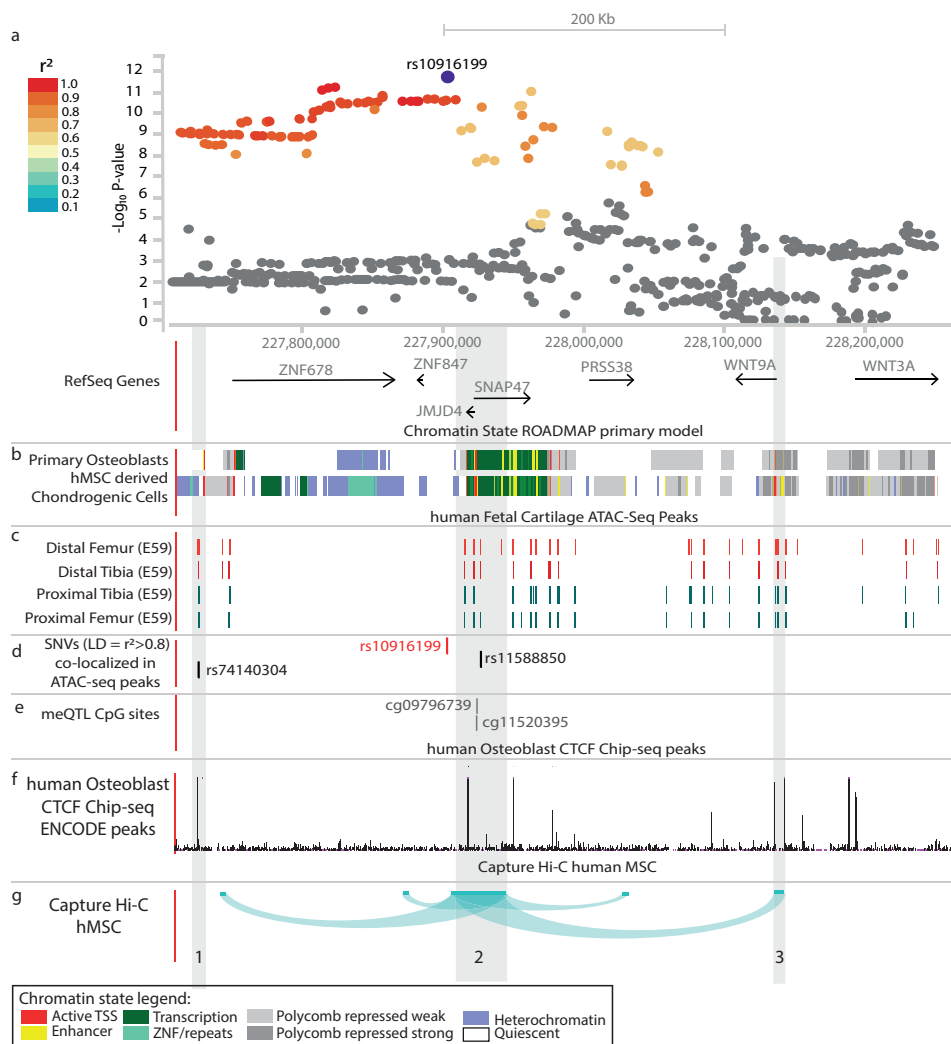 a
200 Kb
r²
1.0
0.9
0.8
0.7
0.6
0.5
0.4
0.3
0.2
0.1
-Log₁₀ P-value
12
11
10
9
8
7
6
5
4
3
2
1
0
rs10916199
227,800,000
227,900,000
228,000,000
228,100,000
228,200,000
RefSeq Genes
ZNF678
ZNF847
JMJD4
SNAP47
PRSS38
WNT9A
WNT3A
Chromatin State ROADMAP primary model
b
Primary Osteoblasts
hMSC derived
Chondrogenic Cells
human Fetal Cartilage ATAC-Seq Peaks
c
Distal Femur (E59)
Distal Tibia (E59)
Proximal Tibia (E59)
Proximal Femur (E59)
d
SNVs (LD = r²>0.8)
co-localized in
ATAC-seq peaks
rs10916199
rs11588850
rs74140304
e
meQTL CpG sites
cg09796739
cg11520395
human Osteoblast CTCF Chip-seq peaks
f
human Osteoblast
CTCF Chip-seq
ENCODE peaks
Capture Hi-C human MSC
g
Capture Hi-C
hMSC
1
2
3
Chromatin state legend:
Active TSS
Transcription
Polycomb repressed weak
Heterochromatin
Enhancer
ZNF/repeats
Polycomb repressed strong
Quiescent